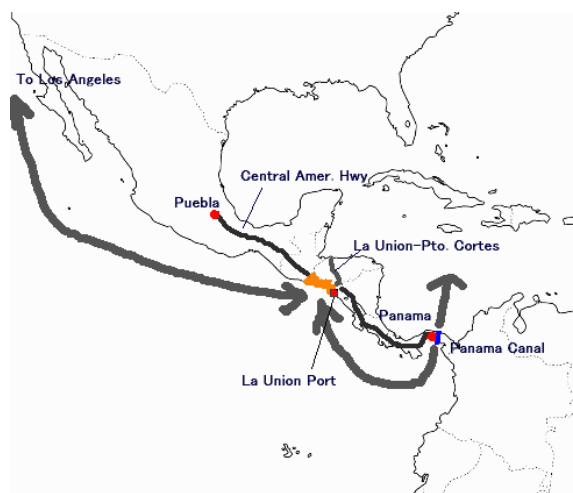 To Los Angeles
Central Amer. Hwy
Puebla
La Union-Pto. Cortes
Panama
Panama Canal
La Union Port